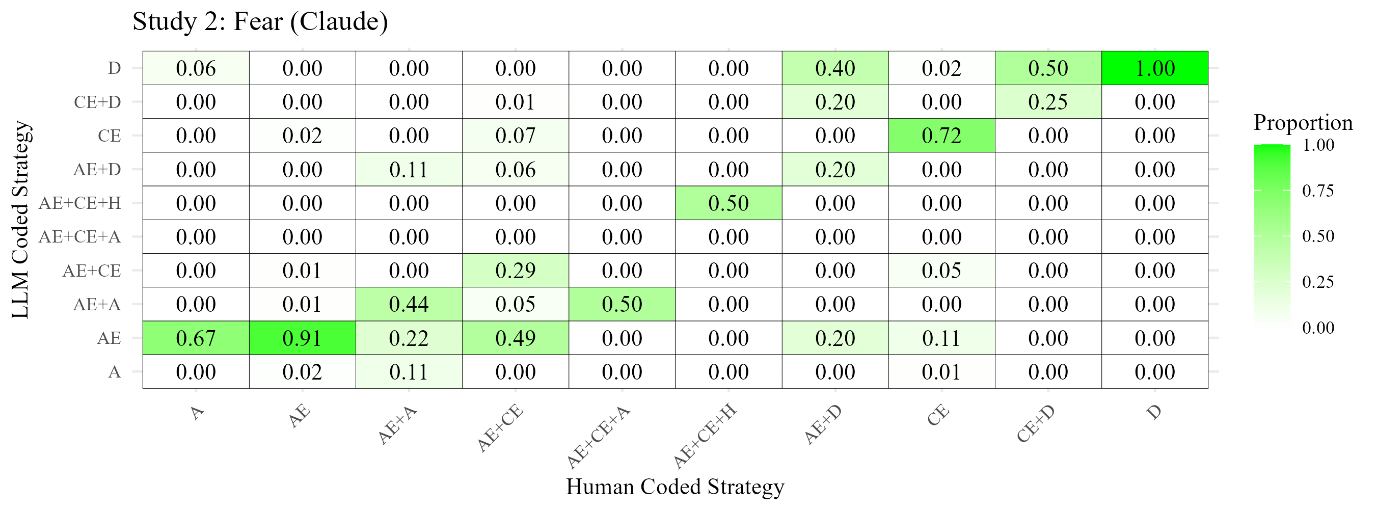 Study 2: Fear (Claude)
D 0.06 0.00 0.00 0.00 0.00 0.00 0.40 0.02 0.50 1.00
CE+D 0.00 0.00 0.00 0.01 0.00 0.00 0.20 0.00 0.25 0.00
CE 0.00 0.02 0.00 0.07 0.00 0.00 0.00 0.72 0.00 0.00
AE+D 0.00 0.00 0.11 0.06 0.00 0.00 0.20 0.00 0.00 0.00
AE+CE+H 0.00 0.00 0.00 0.00 0.00 0.50 0.00 0.00 0.00 0.00
AE+CE+A 0.00 0.00 0.00 0.00 0.00 0.00 0.00 0.00 0.00 0.00
AE+CE 0.00 0.01 0.00 0.29 0.00 0.00 0.00 0.05 0.00 0.00
AE+A 0.00 0.01 0.44 0.05 0.50 0.00 0.00 0.00 0.00 0.00
AE 0.67 0.91 0.22 0.49 0.00 0.00 0.20 0.11 0.00 0.00
A 0.00 0.02 0.11 0.00 0.00 0.00 0.00 0.01 0.00 0.00
A AE AE+A AE+CE AE+CE+A AE+CE+H AE+D CE CE+D D
Human Coded Strategy
LLM Coded Strategy
Proportion
1.00
0.75
0.50
0.25
0.00